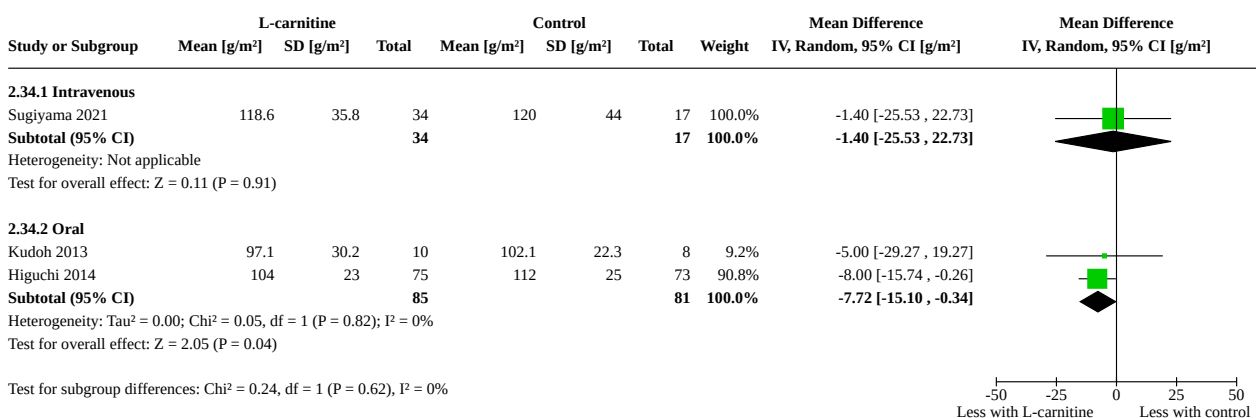 L-carnitine Control Mean Difference Mean Difference
Study or Subgroup Mean [g/m²] SD [g/m²] Total Mean [g/m²] SD [g/m²] Total Weight IV, Random, 95% CI [g/m²] IV, Random, 95% CI [g/m²]
2.34.1 Intravenous
Sugiyama 2021 118.6 35.8 34 120 44 17 100.0% -1.40 [-25.53 , 22.73]
Subtotal (95% CI) 34 17 100.0% -1.40 [-25.53 , 22.73]
Heterogeneity: Not applicable
Test for overall effect: Z = 0.11 (P = 0.91)
2.34.2 Oral
Kudoh 2013 97.1 30.2 10 102.1 22.3 8 9.2% -5.00 [-29.27 , 19.27]
Higuchi 2014 104 23 75 112 25 73 90.8% -8.00 [-15.74 , -0.26]
Subtotal (95% CI) 85 81 100.0% -7.72 [-15.10 , -0.34]
Heterogeneity: Tau² = 0.00; Chi² = 0.05, df = 1 (P = 0.82); I² = 0%
Test for overall effect: Z = 2.05 (P = 0.04)
Test for subgroup differences: Chi² = 0.24, df = 1 (P = 0.62), I² = 0%
-50 -25 0 25 50
Less with L-carnitine Less with control